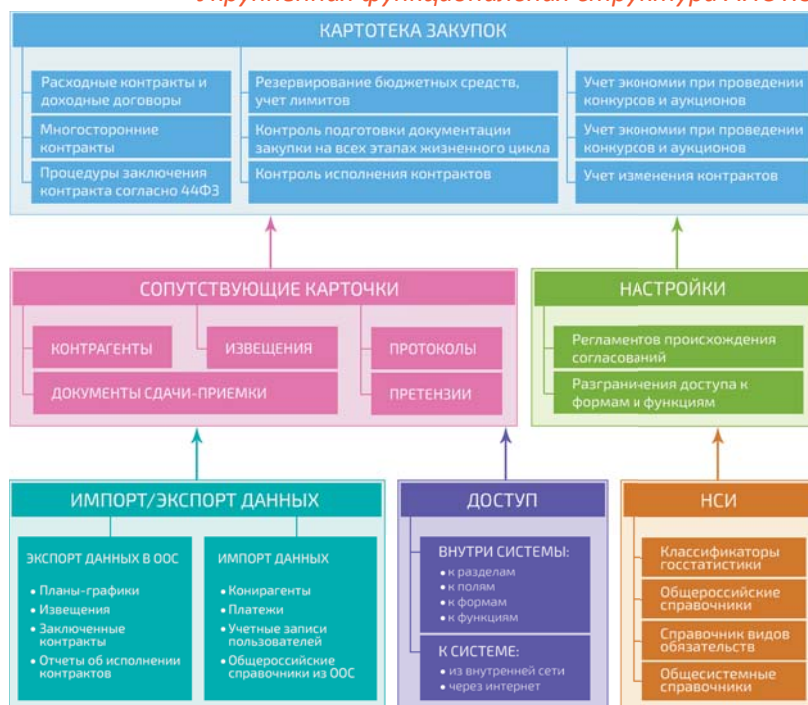 Укрупненная функциональная структура
КАРТОТЕКА ЗАКУПОК
Расходные контракты и
доходные договоры
Многосторонние
контракты
Процедуры заключения
контракта согласно 44ФЗ
Резервирование бюджетных средств,
учет лимитов
Контроль подготовки документации
закупки на всех этапах жизненного цикла
Контроль исполнения контрактов
Учет экономии при проведении
конкурсов и аукционов
Учет экономии при проведении
конкурсов и аукционов
Учет изменения контрактов
СОПУТСТВУЮЩИЕ КАРТОЧКИ
КОНТРАГЕНТЫ
ИЗВЕЩЕНИЯ
ПРОТОКОЛЫ
ДОКУМЕНТЫ СДАЧИ-ПРИЕМКИ
ПРЕТЕНЗИИ
НАСТРОЙКИ
Регламентов происхождения
согласований
Разграничения доступа к
формам и функциям
ИМПОРТ/ЭКСПОРТ ДАННЫХ
ЭКСПОРТ ДАННЫХ В ООС
• Планы-графики
• Извещения
• Заключенные
контракты
• Отчеты об исполнении
контрактов
ИМПОРТ ДАННЫХ
• Конирагенты
• Платежи
• Учетные записи
пользователей
• Общероссийские
справочники из ООС
ДОСТУП
ВНУТРИ СИСТЕМЫ:
• к разделам
• к полям
• к формам
• к функциям
К СИСТЕМЕ:
• из внутренней сети
• через интернет
НСИ
Классификаторы
госстатистики
Общероссийские
справочники
Справочник видов
обязательств
Общесистемные
справочники